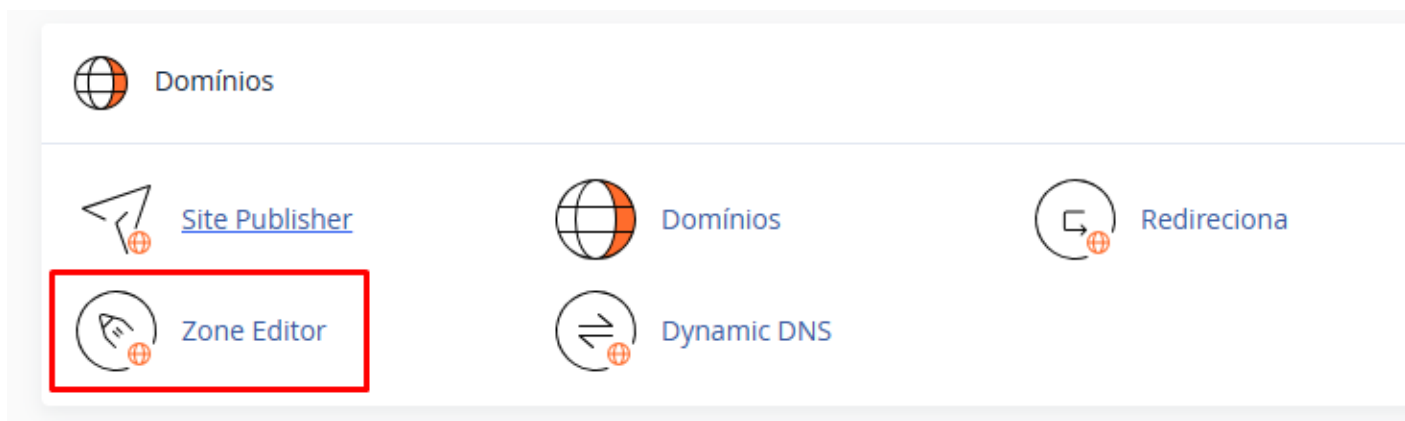 Domínios
Site Publisher
Domínios
Redireciona
Zone Editor
Dynamic DNS